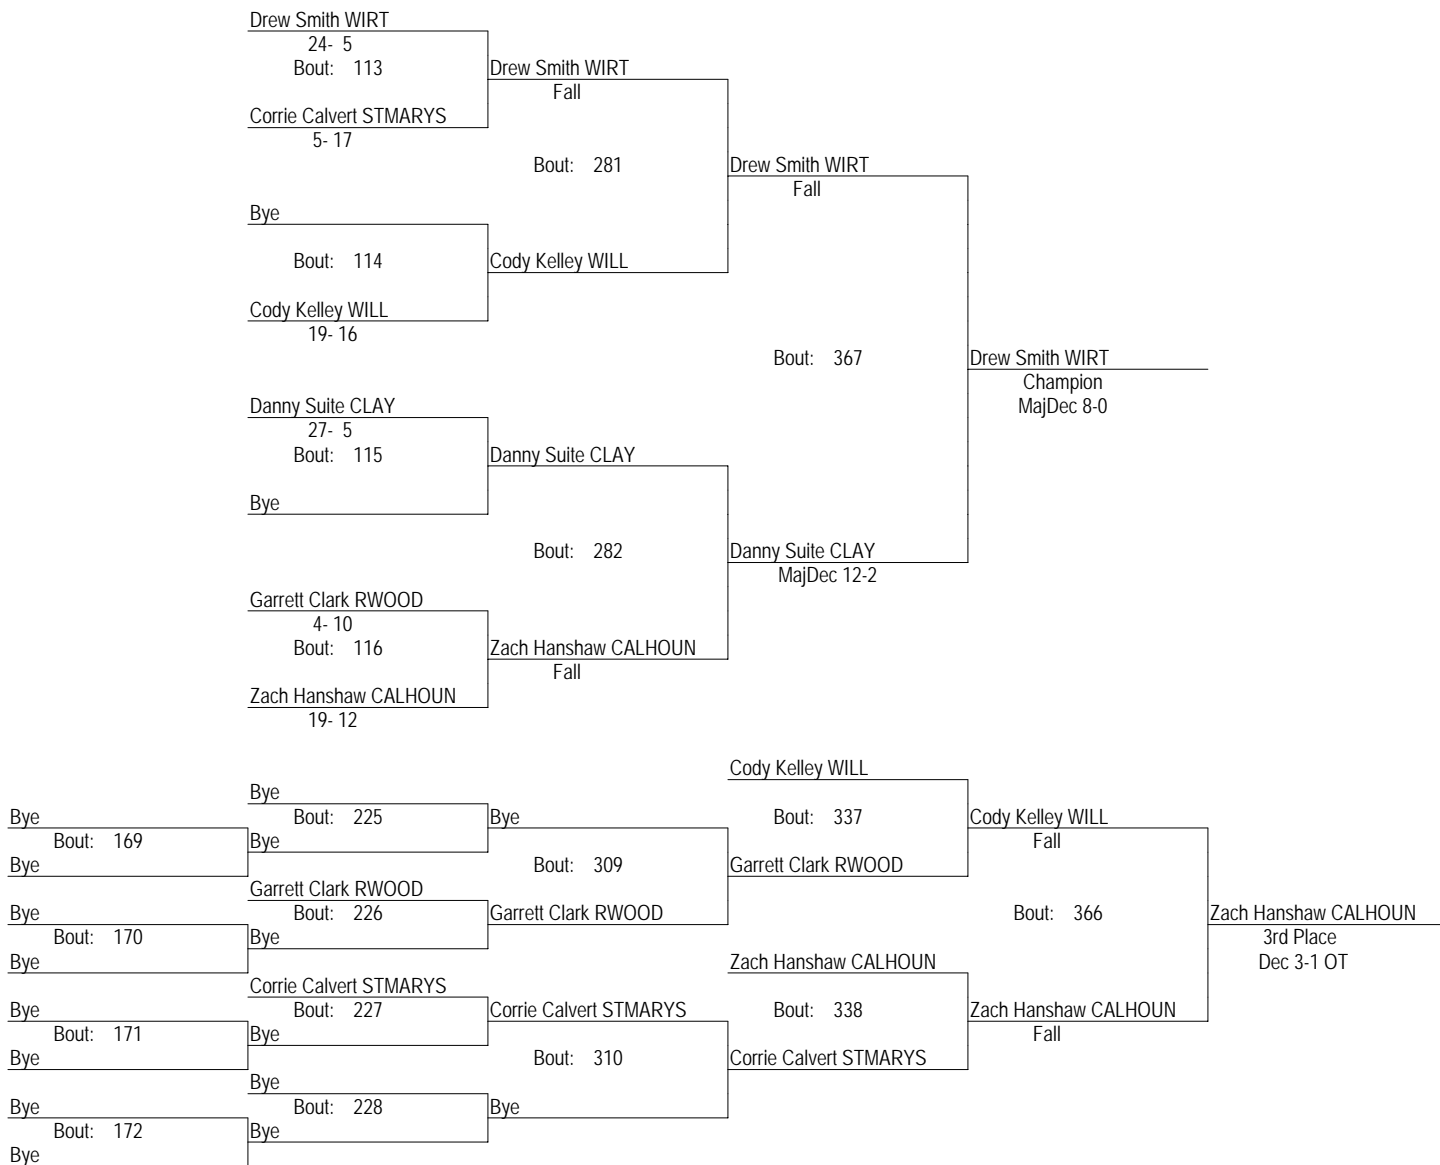 Drew Smith WIRT
24- 5
Bout: 113
Drew Smith WIRT
Fall
Corrie Calvert STMARYS
5- 17
Bout: 281
Drew Smith WIRT
Fall
Bye
Bout: 114
Cody Kelley WILL
Cody Kelley WILL
19- 16
Bout: 367
Drew Smith WIRT
Champion
MajDec 8-0
Danny Suite CLAY
27- 5
Bout: 115
Danny Suite CLAY
Bye
Bout: 282
Danny Suite CLAY
MajDec 12-2
Garrett Clark RWOOD
4- 10
Bout: 116
Zach Hanshaw CALHOUN
Fall
Zach Hanshaw CALHOUN
19- 12
Cody Kelley WILL
Bye
Bye
Bout: 225
Bye
Bout: 337
Cody Kelley WILL
Fall
Bout: 169
Bye
Bye
Bout: 309
Garrett Clark RWOOD
Garrett Clark RWOOD
Bye
Bout: 226
Garrett Clark RWOOD
Bout: 366
Zach Hanshaw CALHOUN
3rd Place
Dec 3-1 OT
Bout: 170
Bye
Bye
Zach Hanshaw CALHOUN
Corrie Calvert STMARYS
Bye
Bout: 227
Corrie Calvert STMARYS
Bout: 338
Zach Hanshaw CALHOUN
Fall
Bout: 171
Bye
Bye
Bout: 310
Corrie Calvert STMARYS
Bye
Bye
Bout: 228
Bye
Bout: 172
Bye
Bye